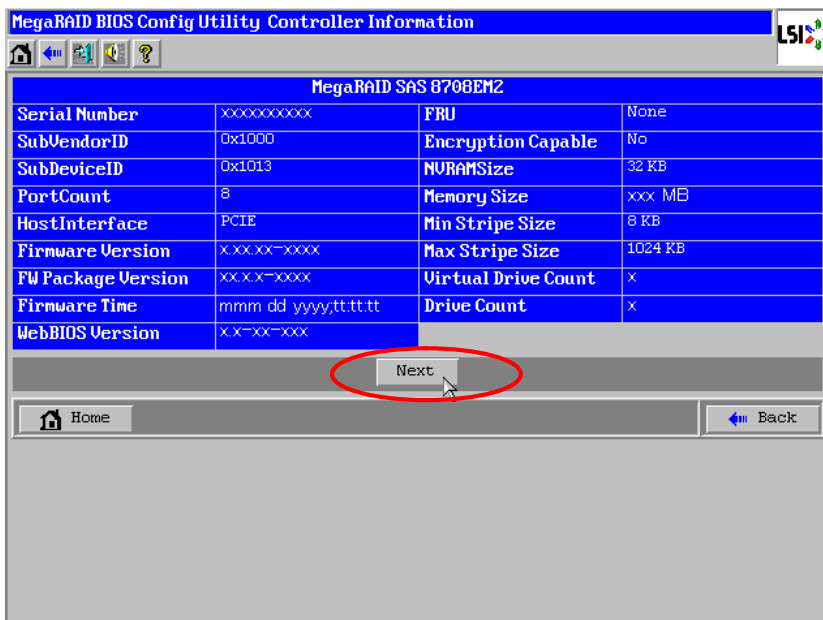 MegaRAID BIOS Config Utility Controller Information
LSI
MegaRAID SAS 8708EM2
Serial Number xxxxxxxxxx FRU None
SubVendorID 0x1000 Encryption Capable No
SubDeviceID 0x1013 NVRAMSize 32 KB
PortCount 8 Memory Size xxx MB
HostInterface PCIE Min Stripe Size 8 KB
Firmware Version x.xx.xx-xxxx Max Stripe Size 1024 KB
FW Package Version xx.x.x-xxxx Virtual Drive Count x
Firmware Time mmm dd yyyy;tt:tt:tt Drive Count x
WebBIOS Version x.x-xx-xxx
Next
Home Back